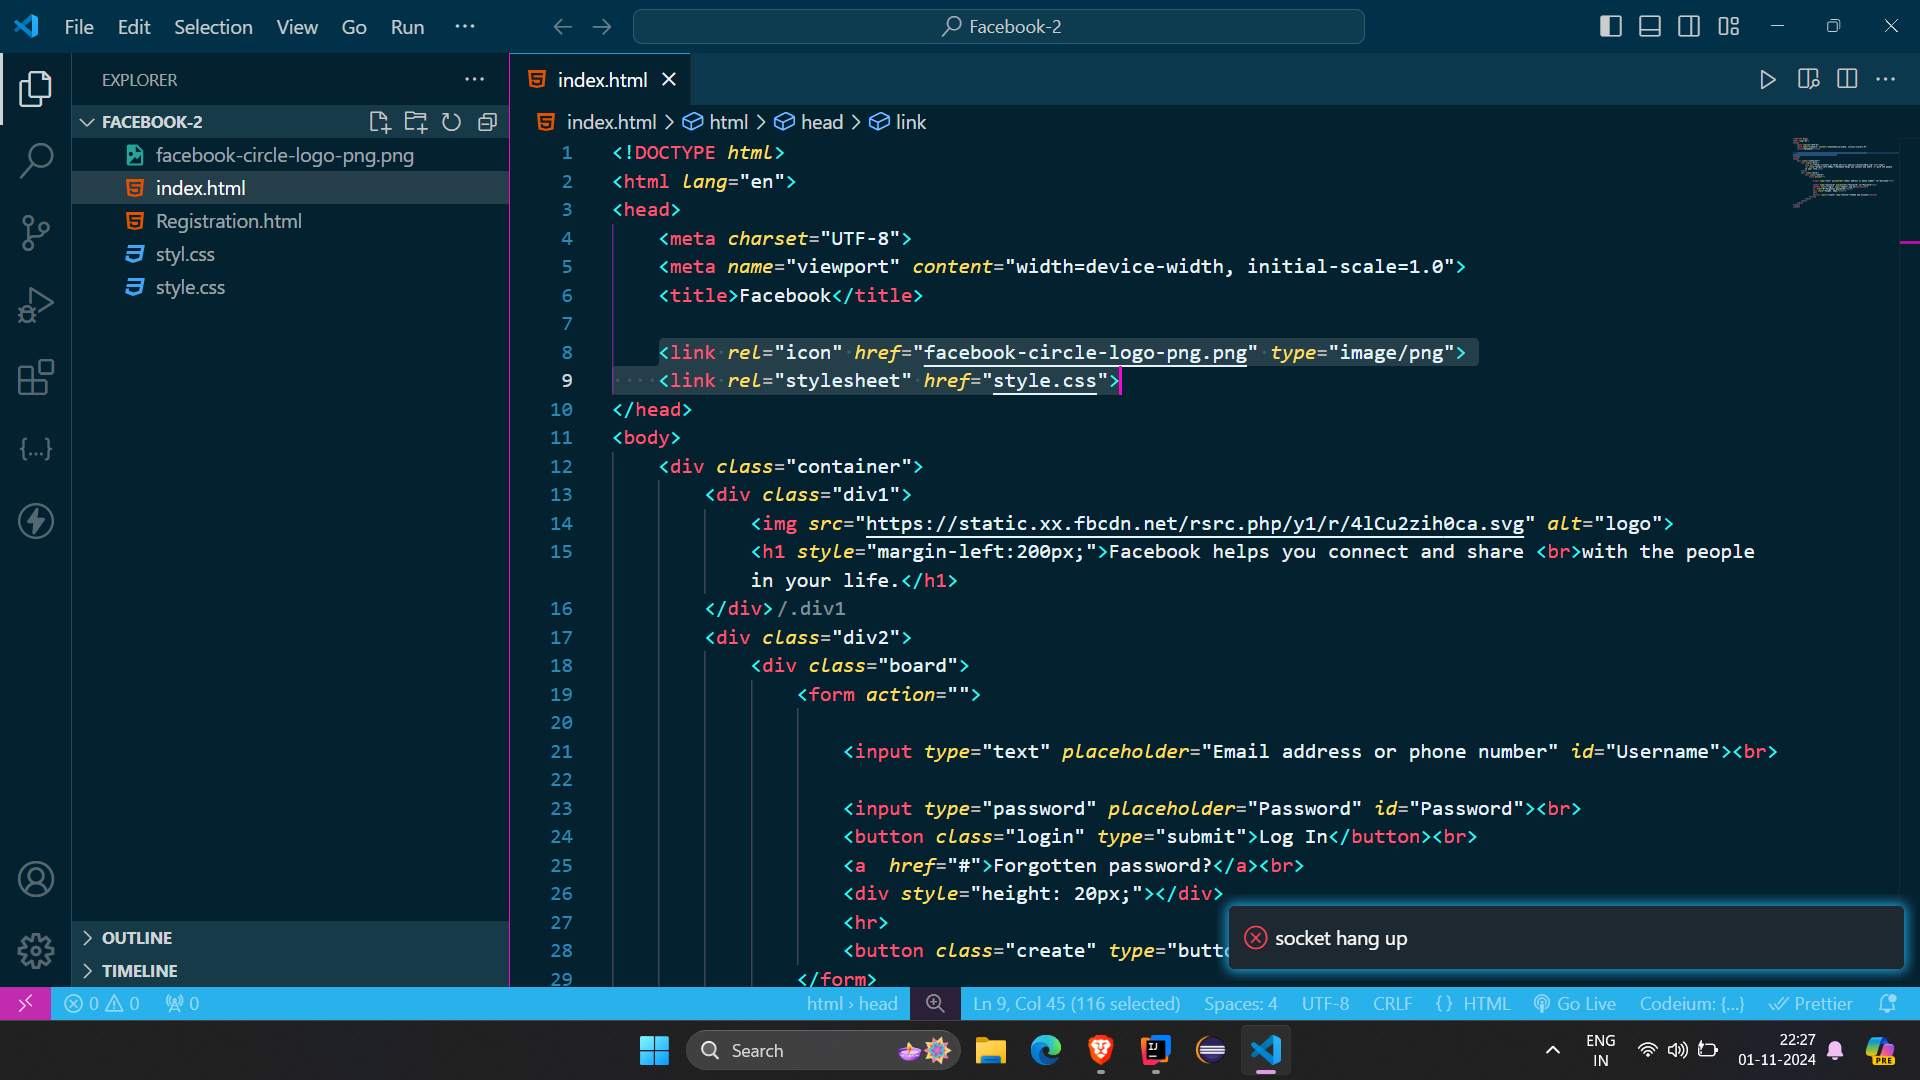 File Edit Selection View Go Run ···
Facebook-2
EXPLORER
FACEBOOK-2
facebook-circle-logo-png.png
index.html
Registration.html
styl.css
style.css
OUTLINE
TIMELINE
index.html
index.html > html > head > link
1 <!DOCTYPE html>
2 <html lang="en">
3 <head>
4 <meta charset="UTF-8">
5 <meta name="viewport" content="width=device-width, initial-scale=1.0">
6 <title>Facebook</title>
7
8 <link rel="icon" href="facebook-circle-logo-png.png" type="image/png">
9 <link rel="stylesheet" href="style.css">
10 </head>
11 <body>
12 <div class="container">
13 <div class="div1">
14 <img src="https://static.xx.fbcdn.net/rsrc.php/y1/r/4lCu2zih0ca.svg" alt="logo">
15 <h1 style="margin-left:200px;">Facebook helps you connect and share <br>with the people
in your life.</h1>
16 </div>/.div1
17 <div class="div2">
18 <div class="board">
19 <form action="">
20
21 <input type="text" placeholder="Email address or phone number" id="Username"><br>
22
23 <input type="password" placeholder="Password" id="Password"><br>
24 <button class="login" type="submit">Log In</button><br>
25 <a  href="#">Forgotten password?</a><br>
26 <div style="height: 20px;"></div>
27 <hr>
28 <button class="create" type="butt
29 </form>
socket hang up
0 0 0
html › head
Ln 9, Col 45 (116 selected) Spaces: 4 UTF-8 CRLF {} HTML Go Live Codeium: {...} Prettier
Search
IJ
ENG
IN
22:27
01-11-2024
PRE